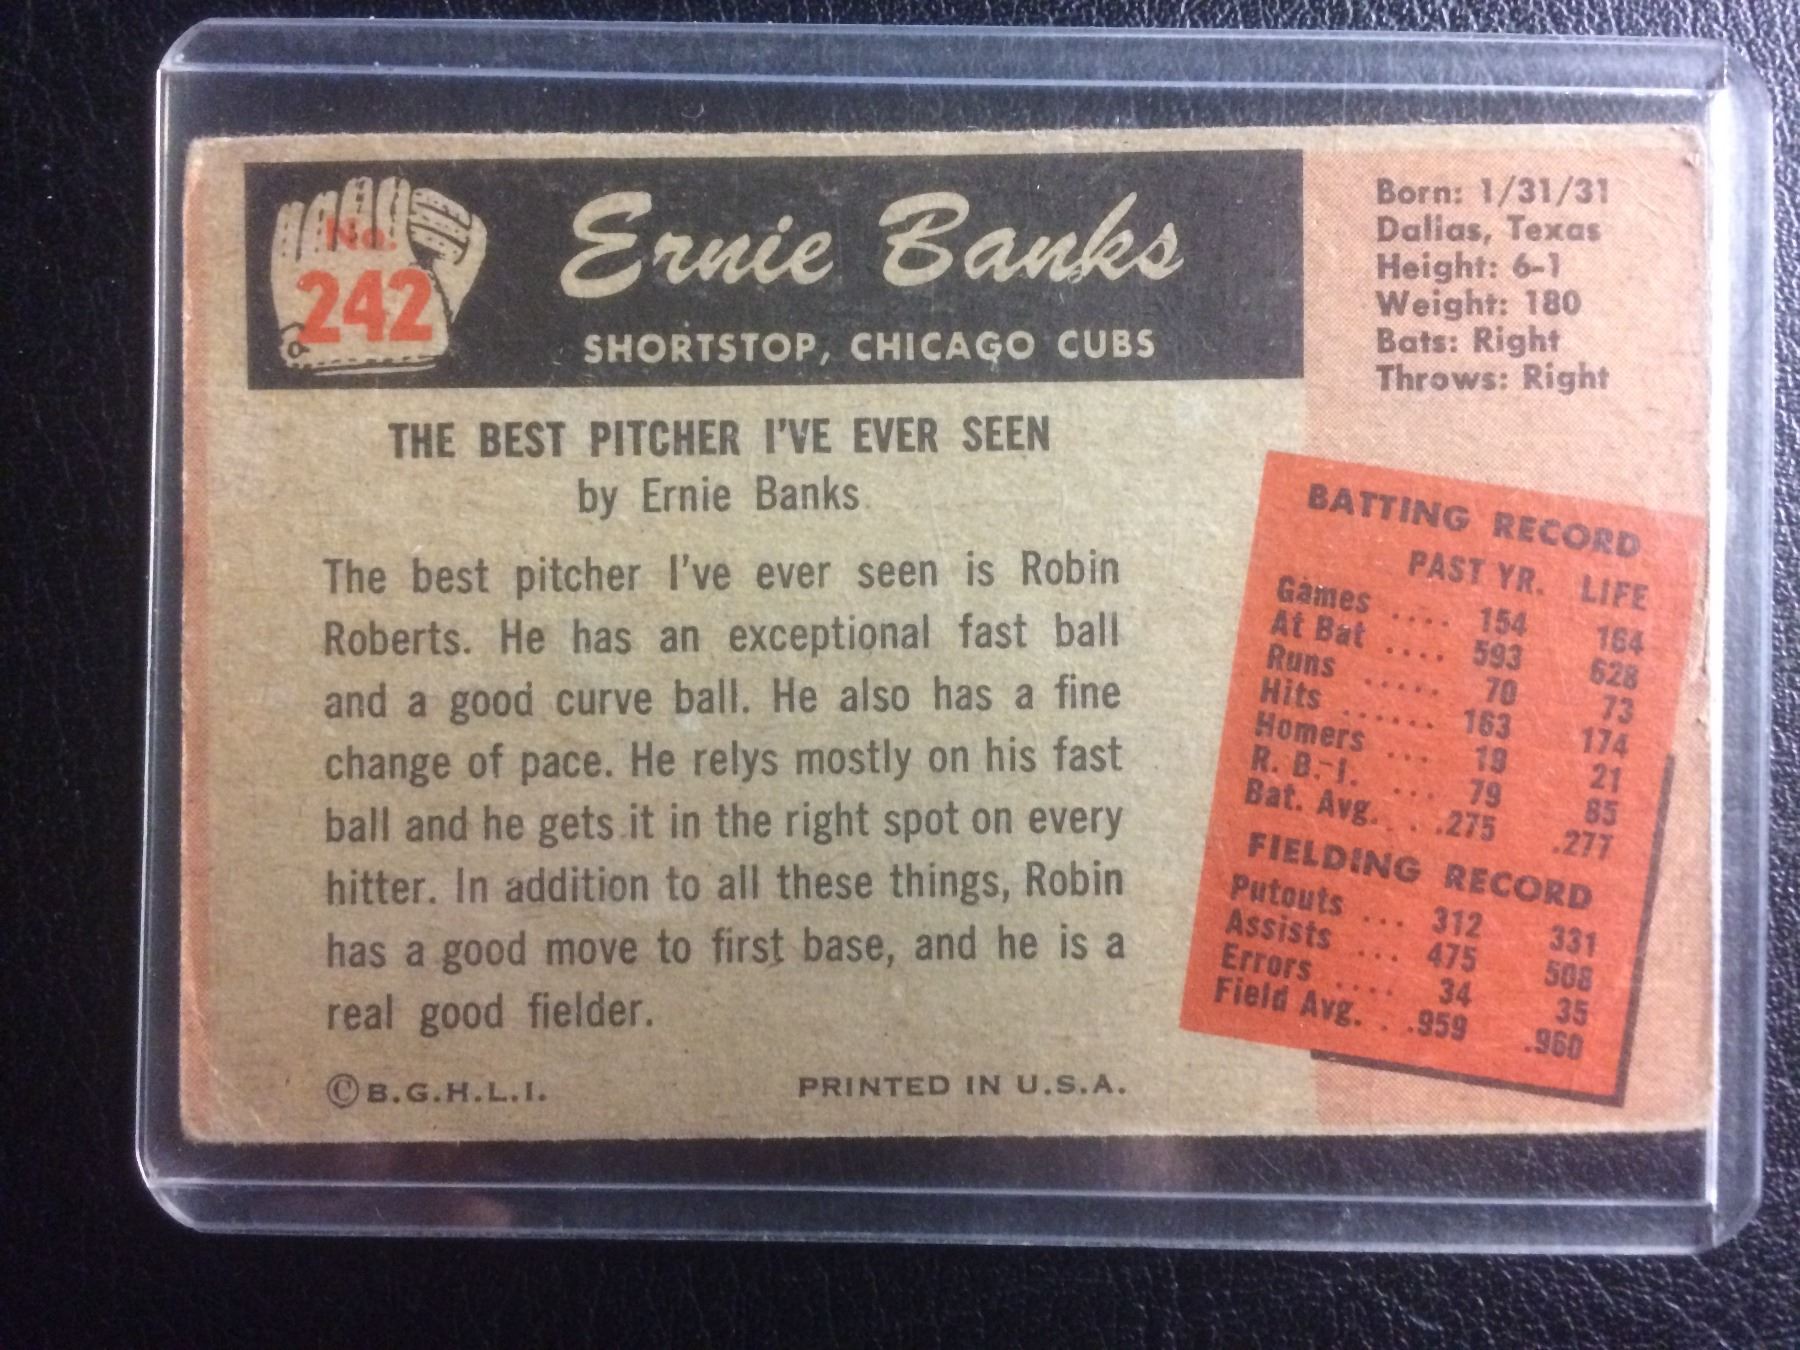 No.
242
Ernie Banks
SHORTSTOP, CHICAGO CUBS
Born: 1/31/31
Dallas, Texas
Height: 6-1
Weight: 180
Bats: Right
Throws: Right
THE BEST PITCHER I'VE EVER SEEN
by Ernie Banks
The best pitcher I've ever seen is Robin
Roberts. He has an exceptional fast ball
and a good curve ball. He also has a fine
change of pace. He relys mostly on his fast
ball and he gets it in the right spot on every
hitter. In addition to all these things, Robin
has a good move to first base, and he is a
real good fielder.
© B.G.H.L.I. PRINTED IN U.S.A.
BATTING RECORD
PAST YR. LIFE
Games .... 154 164
At Bat .... 593 628
Runs ..... 70 73
Hits ...... 163 174
Homers ... 19 21
R. B. I. ... 79 85
Bat. Avg. . .275 .277
FIELDING RECORD
Putouts ... 312 331
Assists ... 475 508
Errors .... 34 35
Field Avg. . .959 .960